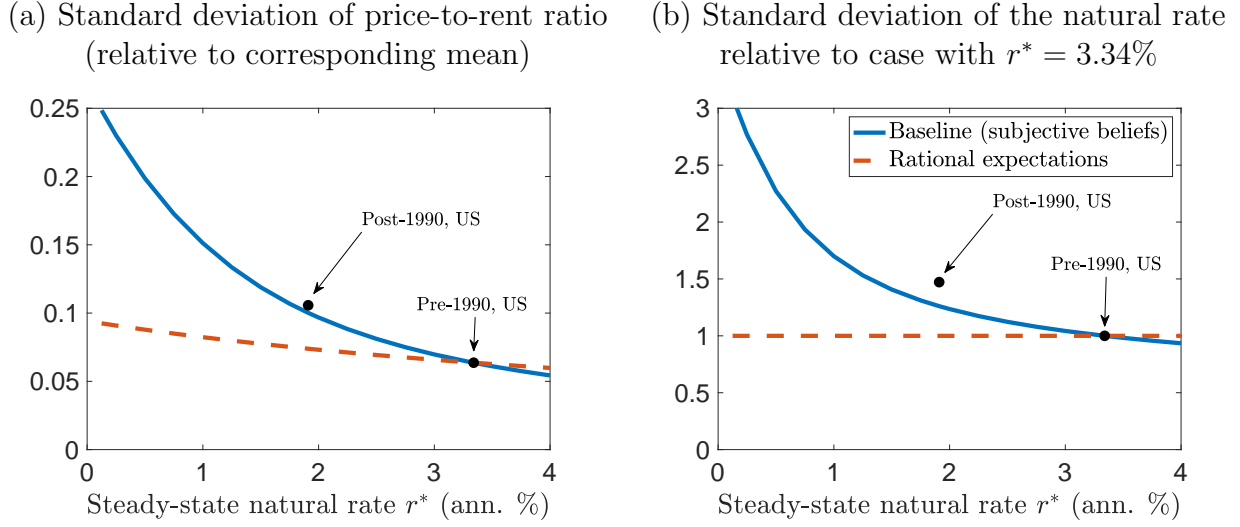 (a) Standard deviation of price-to-rent ratio
(relative to corresponding mean)
0.25
0.2
0.15
0.1
0.05
0
0
1
2
3
4
Post-1990, US
Pre-1990, US
Steady-state natural rate r* (ann. %)
(b) Standard deviation of the natural rate
relative to case with r* = 3.34%
3
2.5
2
1.5
1
0.5
0
0
1
2
3
4
Baseline (subjective beliefs)
Rational expectations
Post-1990, US
Pre-1990, US
Steady-state natural rate r* (ann. %)